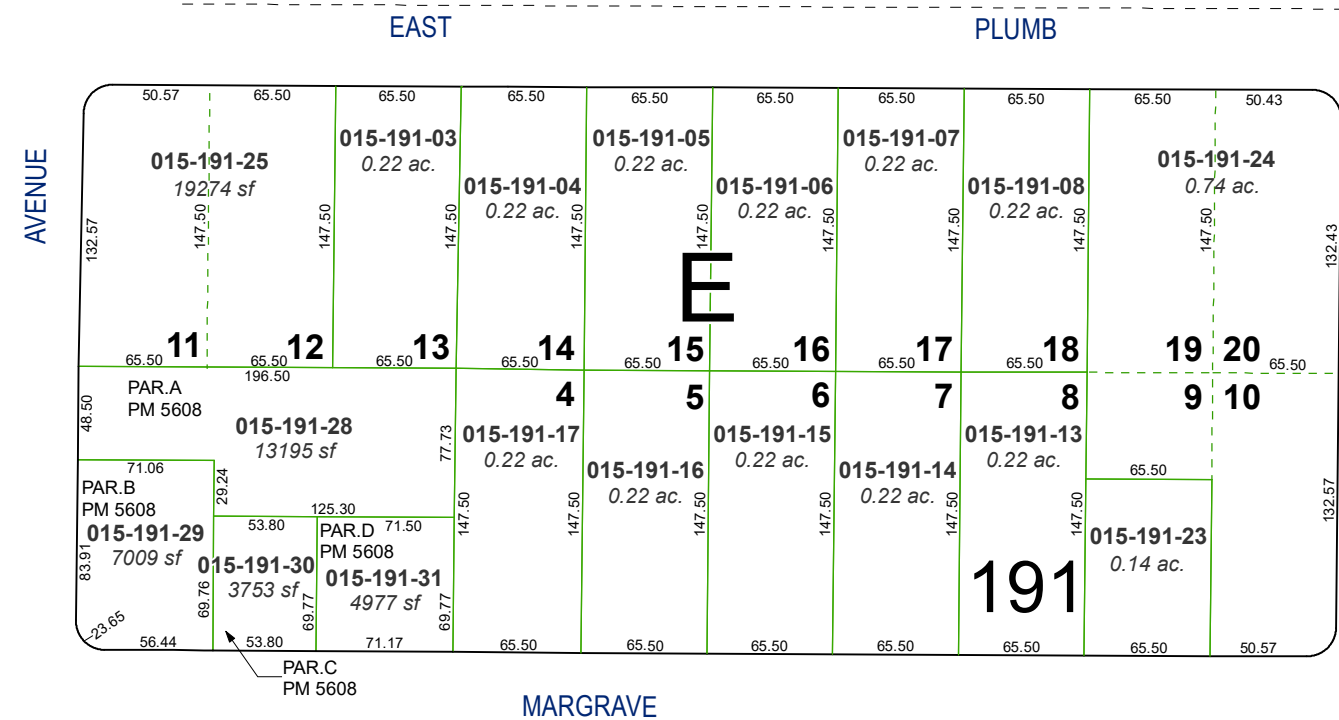 EAST PLUMB
AVENUE
50.57 65.50 65.50 65.50 65.50 65.50 65.50 65.50 65.50 50.43
015-191-03
0.22 ac.
015-191-05
0.22 ac.
015-191-07
0.22 ac.
015-191-25
19274 sf
015-191-24
0.74 ac.
015-191-04
0.22 ac.
015-191-06
0.22 ac.
015-191-08
0.22 ac.
132.57 147.50 147.50 147.50 147.50 147.50 147.50 147.50 147.50 147.50 132.43
E
11 12 13 14 15 16 17 18 19 20
65.50 65.50 65.50 65.50 65.50 65.50 65.50 65.50 65.50
196.50
4 5 6 7 8 9 10
PAR.A
PM 5608
48.50
015-191-28
13195 sf
77.73
015-191-17
0.22 ac.
015-191-15
0.22 ac.
015-191-13
0.22 ac.
015-191-16
0.22 ac.
015-191-14
0.22 ac.
71.06
29.24
65.50
PAR.B
PM 5608
125.30
53.80 71.50
147.50 147.50 147.50 147.50 147.50 132.57
015-191-29
7009 sf
83.91
PAR.D
PM 5608
015-191-30
3753 sf
015-191-31
4977 sf
015-191-23
0.14 ac.
191
69.76 69.77 69.77
23.65
56.44 53.80 71.17 65.50 65.50 65.50 65.50 65.50 65.50 50.57
PAR.C
PM 5608
MARGRAVE